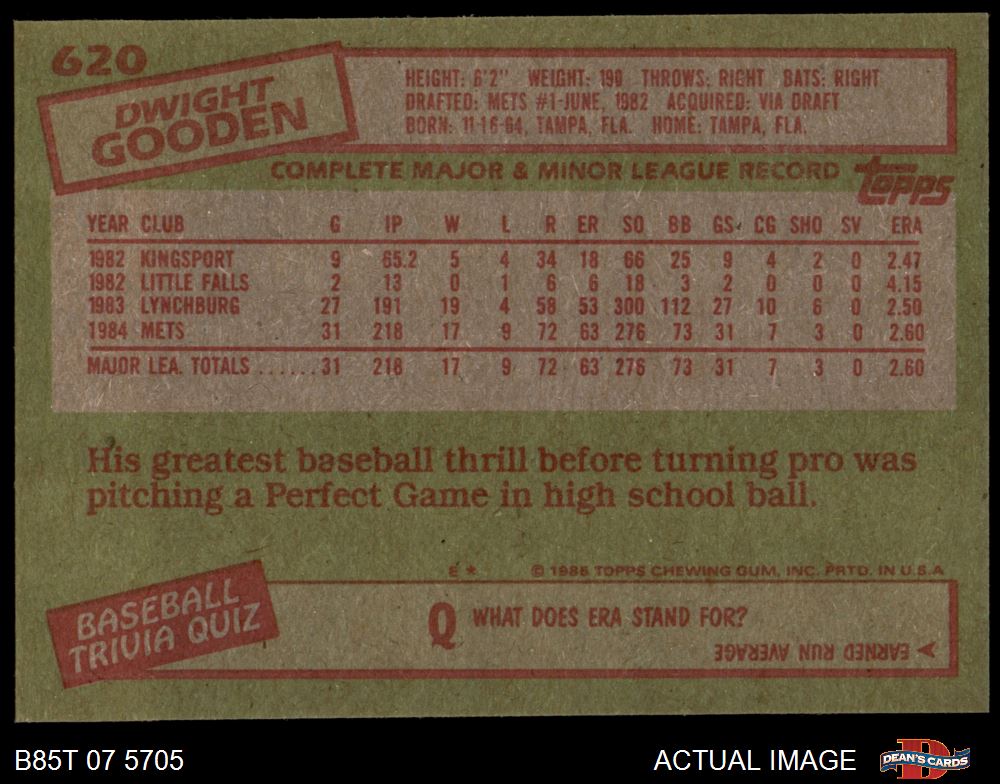 620
DWIGHT
GOODEN
HEIGHT: 6'2" WEIGHT: 190 THROWS: RIGHT BATS: RIGHT
DRAFTED: METS #1-JUNE, 1982 ACQUIRED: VIA DRAFT
BORN: 11-16-64, TAMPA, FLA. HOME: TAMPA, FLA.
COMPLETE MAJOR & MINOR LEAGUE RECORD
topps
YEAR CLUB G IP W L R ER SO BB GS CG SHO SV ERA
1982 KINGSPORT 9 65.2 5 4 34 18 66 25 9 4 2 0 2.47
1982 LITTLE FALLS 2 13 0 1 6 6 18 3 2 0 0 0 4.15
1983 LYNCHBURG 27 191 19 4 58 53 300 112 27 10 6 0 2.50
1984 METS 31 218 17 9 72 63 276 73 31 7 3 0 2.60
MAJOR LEA. TOTALS ...... 31 218 17 9 72 63 276 73 31 7 3 0 2.60
His greatest baseball thrill before turning pro was
pitching a Perfect Game in high school ball.
E * © 1985 TOPPS CHEWING GUM, INC. PRTD. IN U.S.A
BASEBALL
TRIVIA QUIZ
Q WHAT DOES ERA STAND FOR?
EARNED RUN AVERAGE
B85T 07 5705
ACTUAL IMAGE
D
DEAN'S CARDS